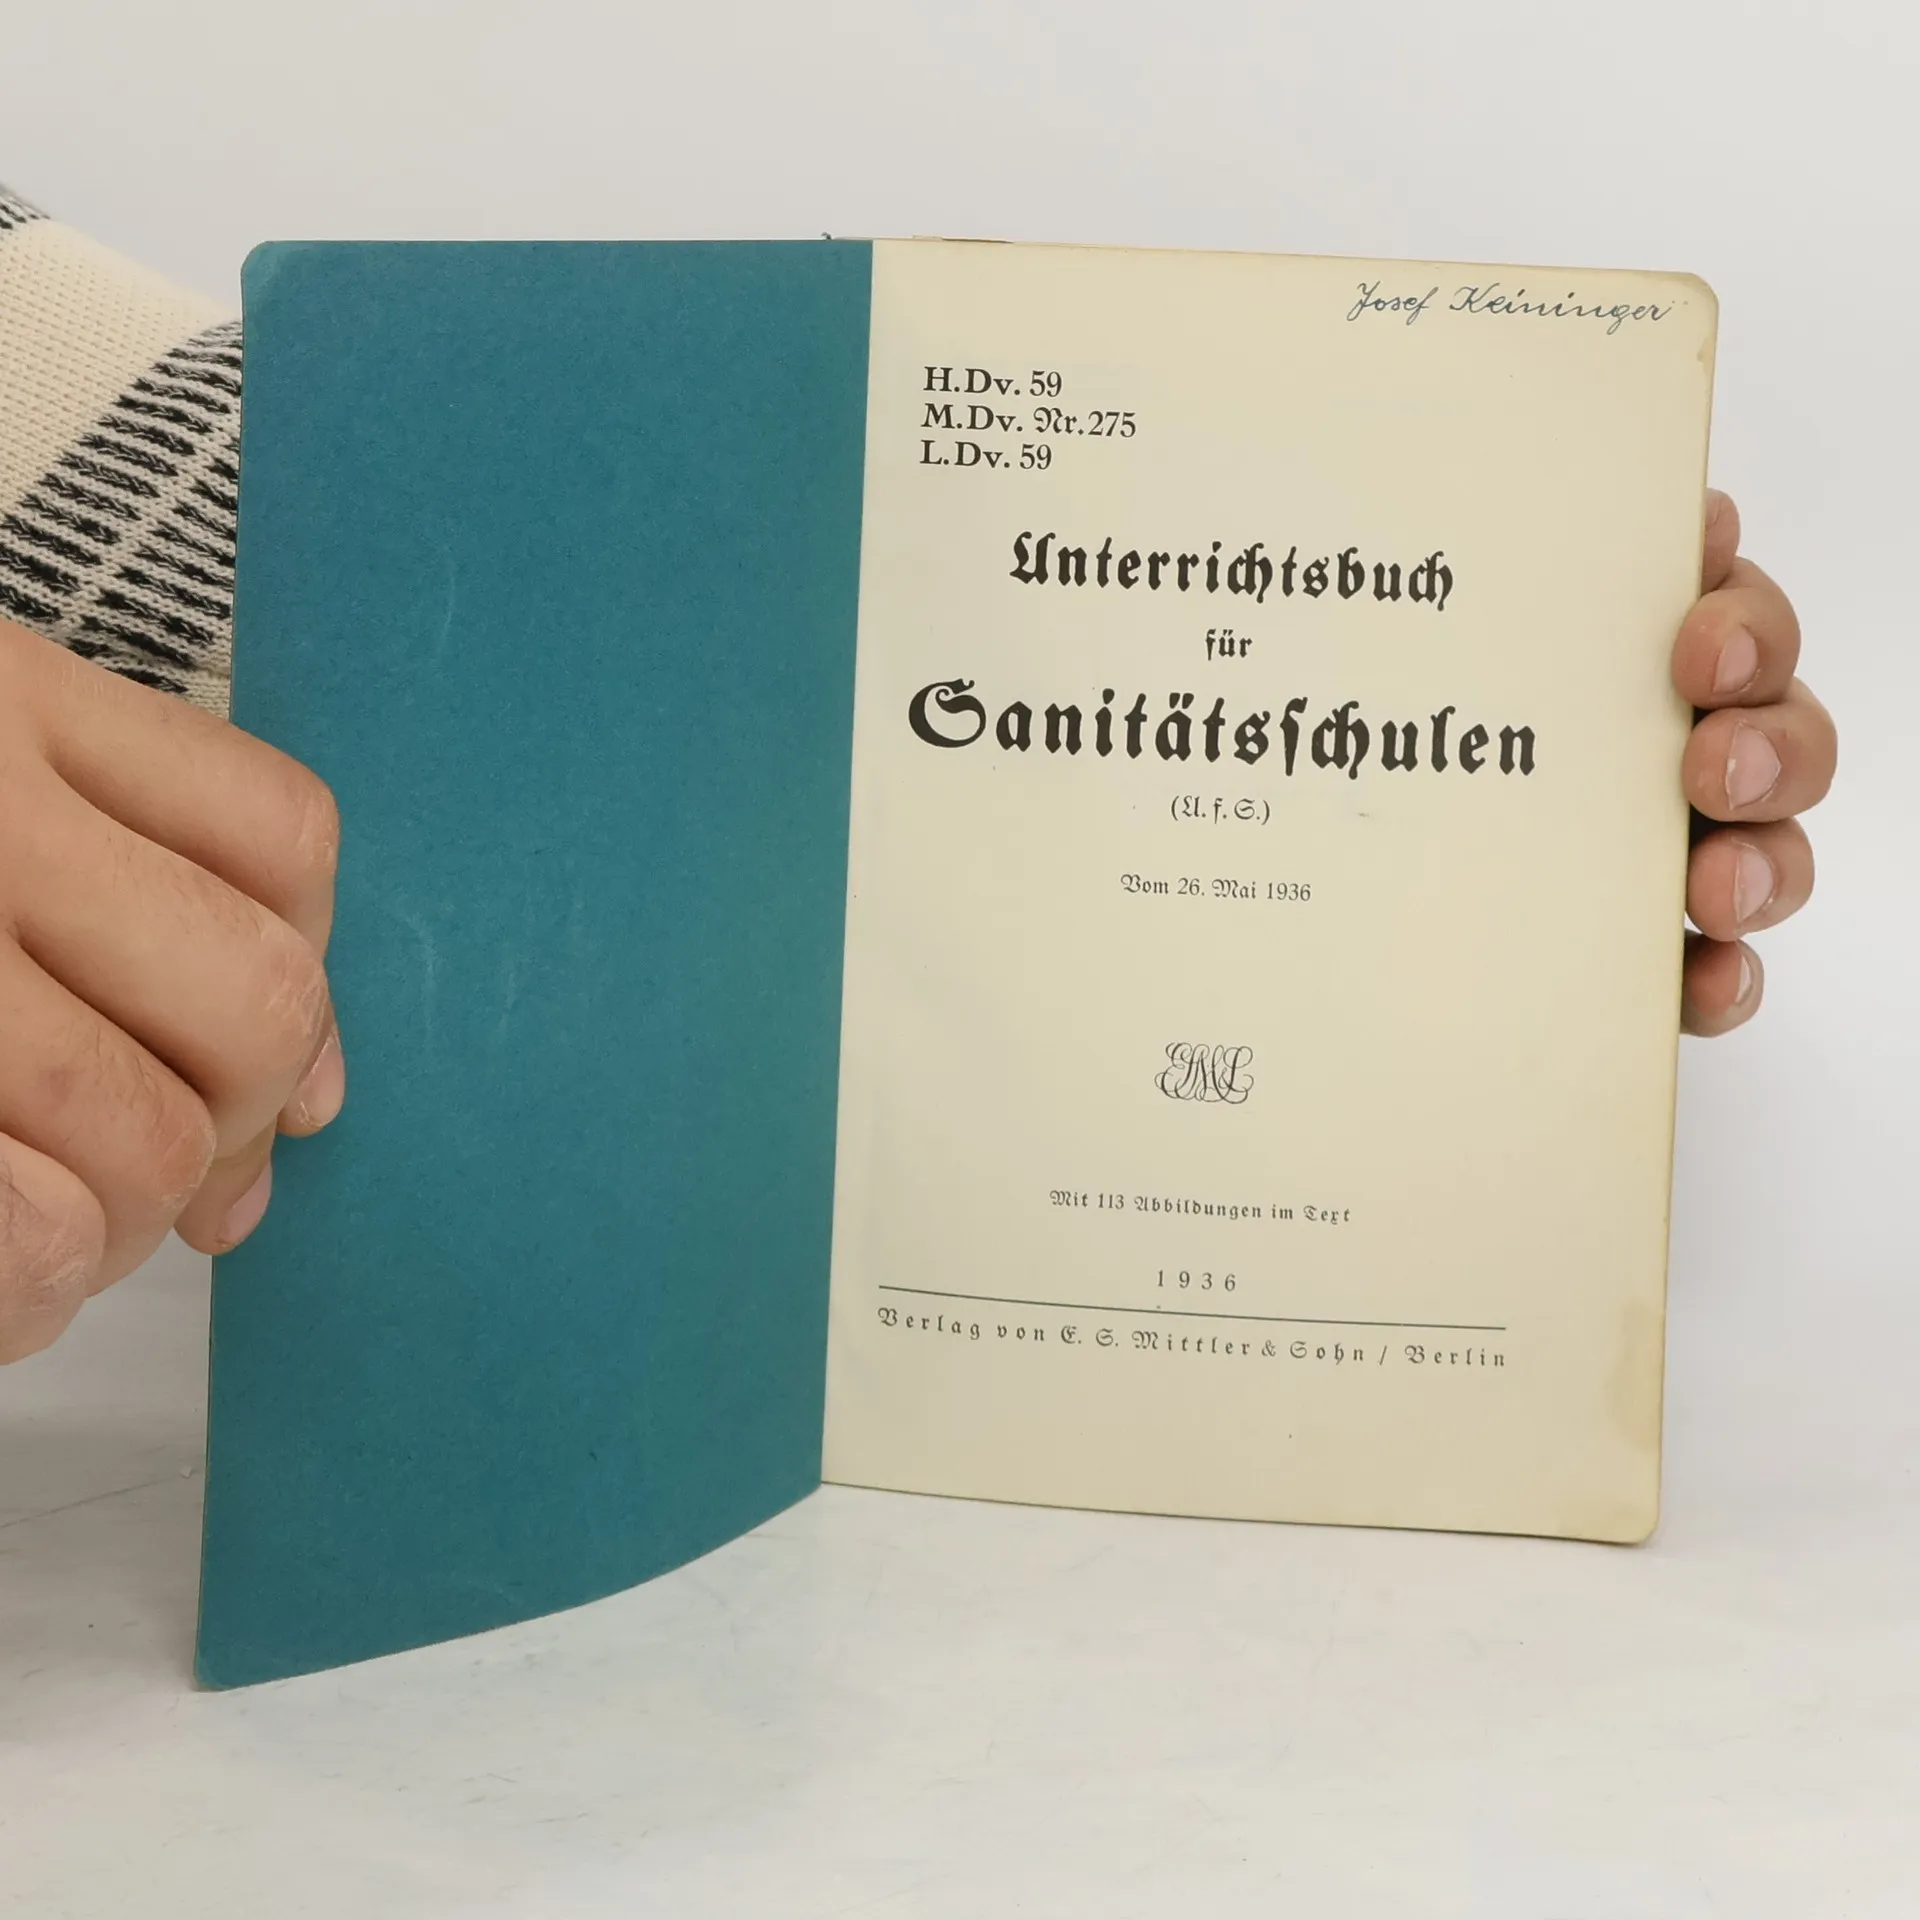 Josef Keininger
H.Dv. 59
M.Dv. Nr.275
L.Dv. 59
Unterrichtsbuch
für
Sanitätsschulen
(U. f. S.)
Vom 26. Mai 1936
Mit 113 Abbildungen im Text
1936
Verlag von E. S. Mittler & Sohn / Berlin